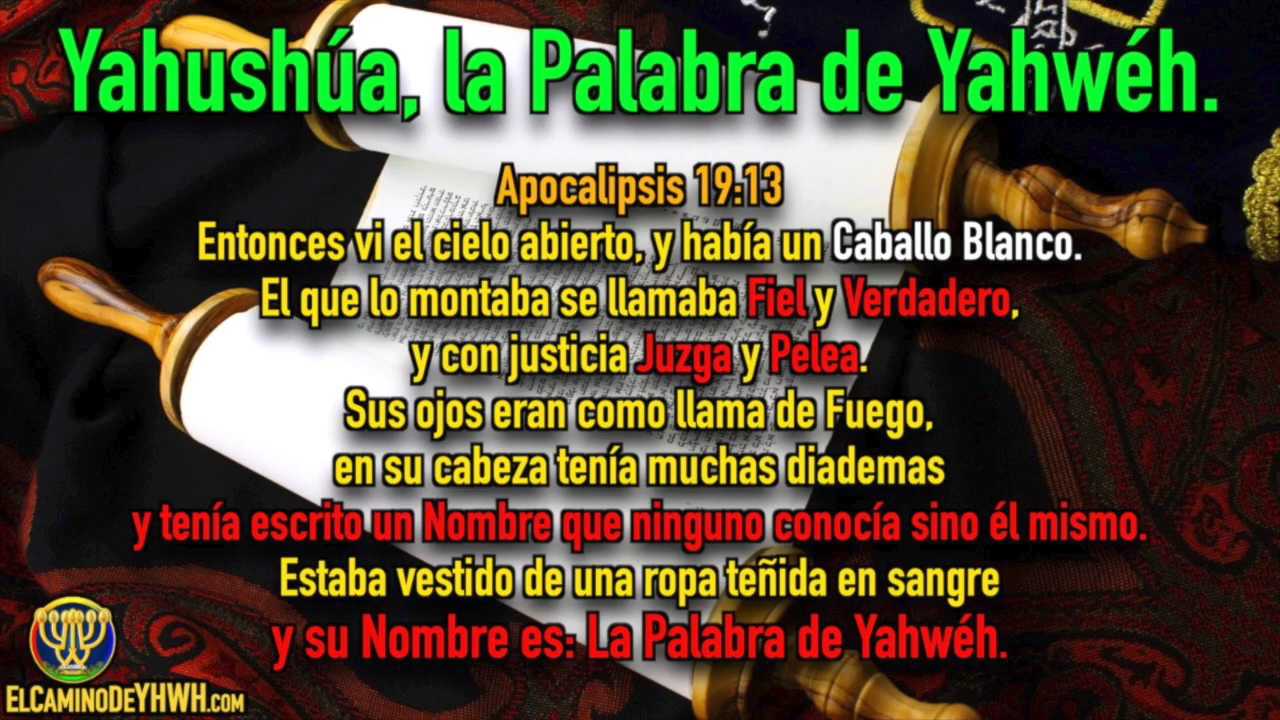 Yahushúa, la Palabra de Yahwéh.
Apocalipsis 19:13
Entonces vi el cielo abierto, y había un Caballo Blanco.
El que lo montaba se llamaba Fiel y Verdadero,
y con justicia Juzga y Pelea.
Sus ojos eran como llama de Fuego,
en su cabeza tenía muchas diademas
y tenía escrito un Nombre que ninguno conocía sino él mismo.
Estaba vestido de una ropa teñida en sangre
y su Nombre es: La Palabra de Yahwéh.
ELCAMINODEYHWH.COM